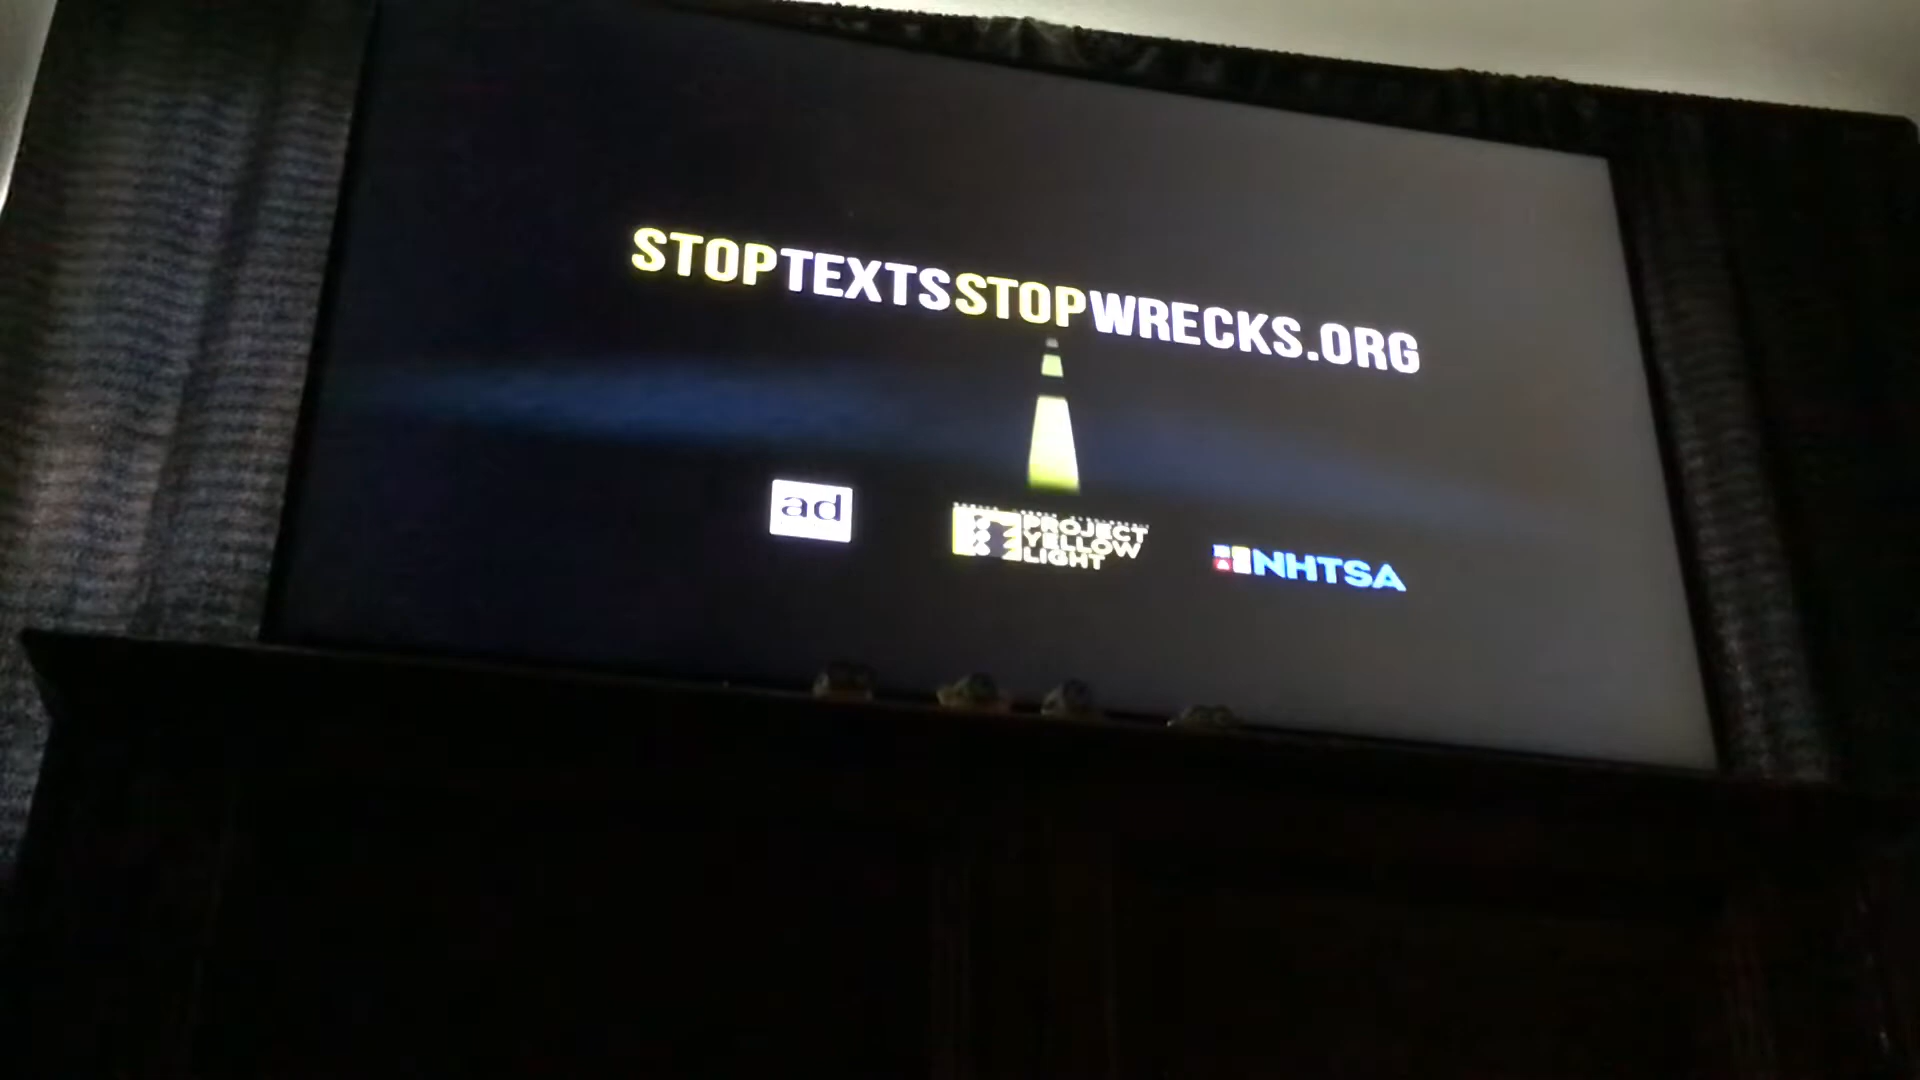 STOPTEXTSSTOPWRECKS.ORG
ad
PROJECT
YELLOW
LIGHT
NHTSA